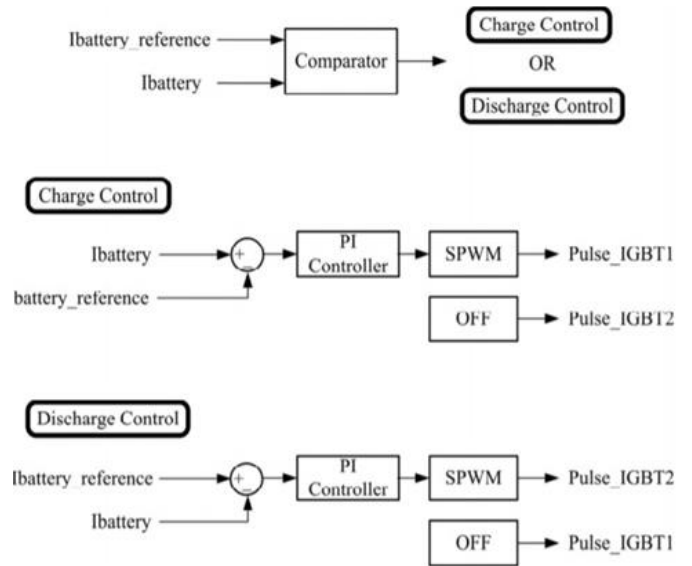 Ibattery_reference
Ibattery
Comparator
Charge Control
OR
Discharge Control
Charge Control
Ibattery
battery_reference
+
−
PI
Controller
SPWM
Pulse_IGBT1
OFF
Pulse_IGBT2
Discharge Control
Ibattery_reference
Ibattery
+
−
PI
Controller
SPWM
Pulse_IGBT2
OFF
Pulse_IGBT1